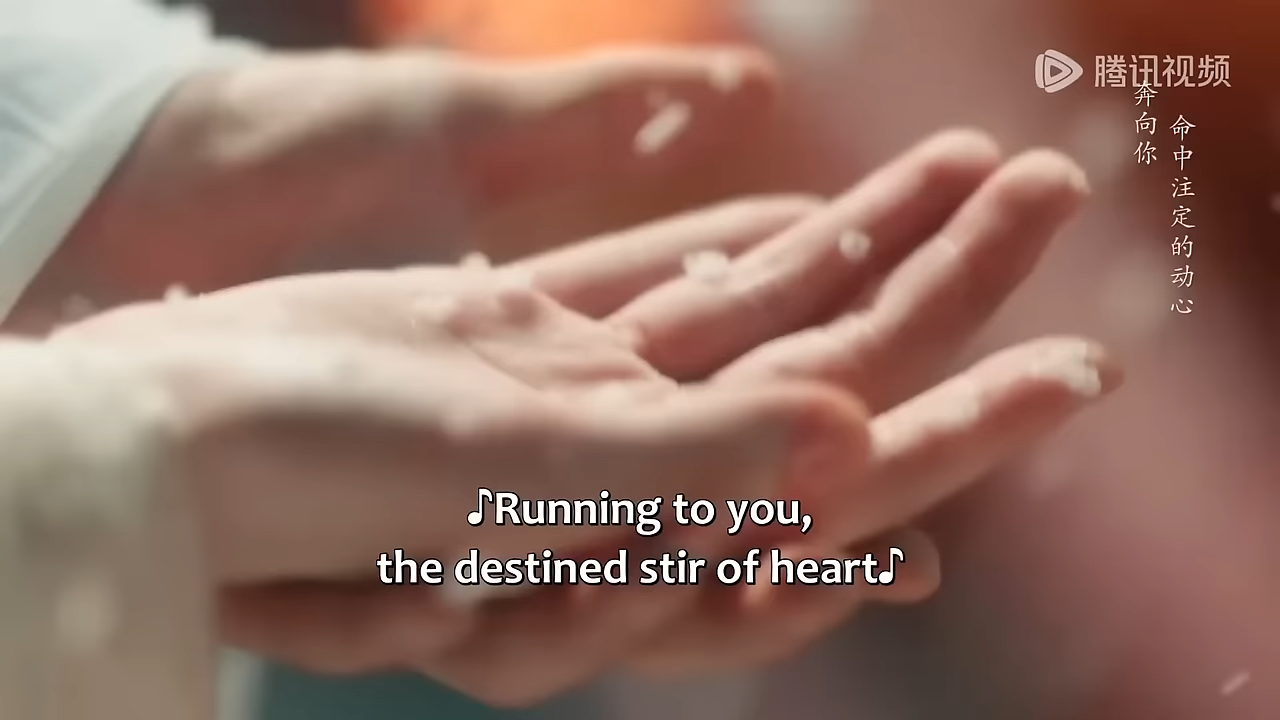 腾讯视频
奔向你
命中注定的动心
♪Running to you,
the destined stir of heart♪